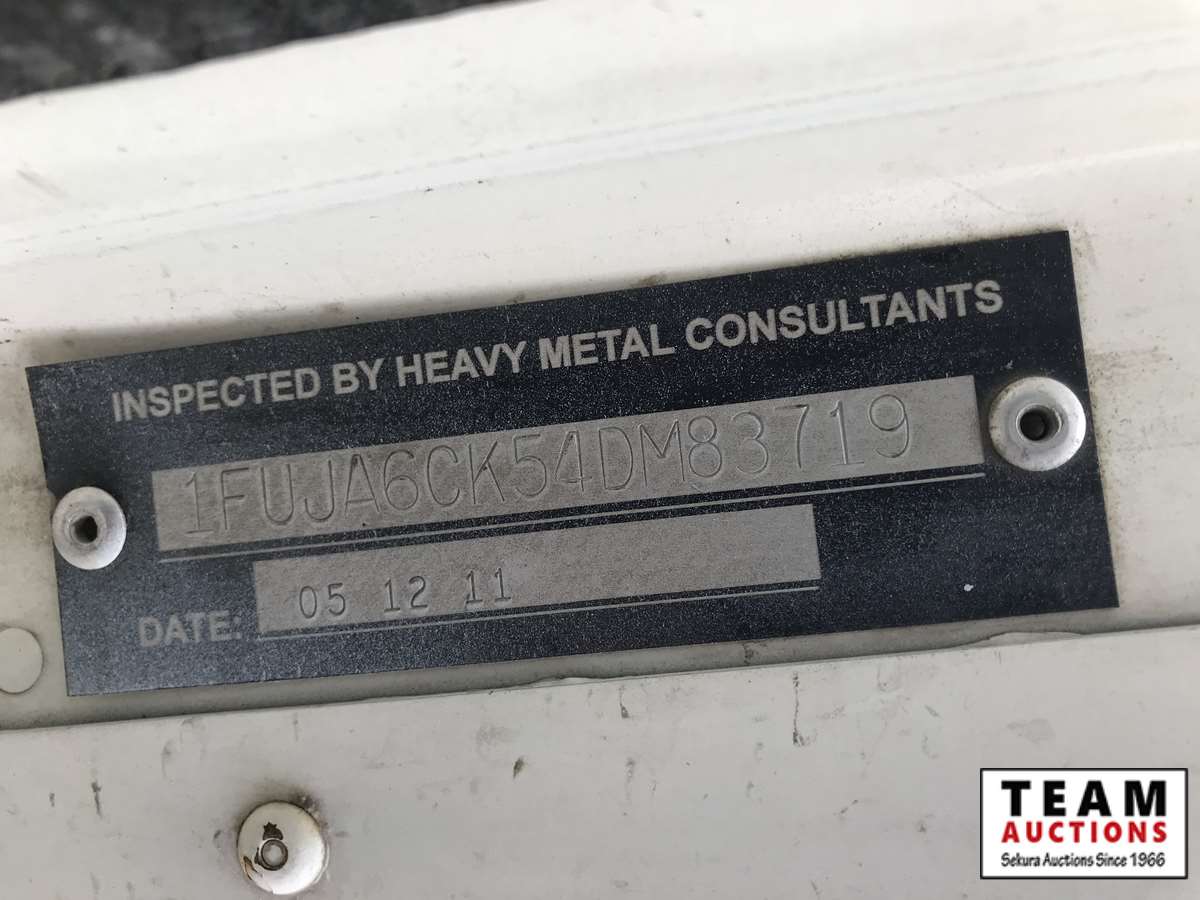 INSPECTED BY HEAVY METAL CONSULTANTS
1FUJA6CK54DM83719
DATE: 05 12 11
TEAM
AUCTIONS
Sekura Auctions Since 1966